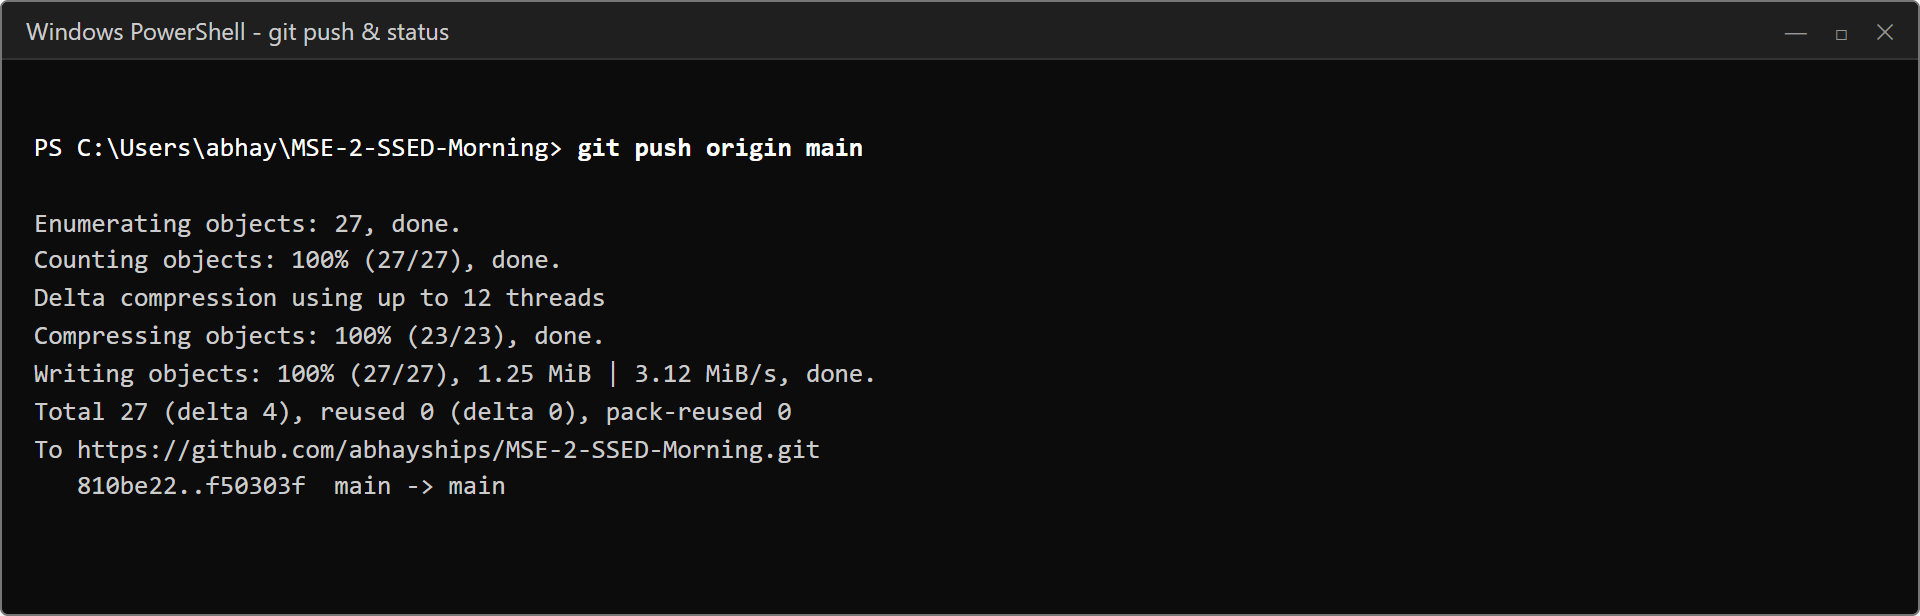 Windows PowerShell - git push & status
PS C:\Users\abhay\MSE-2-SSED-Morning> git push origin main
Enumerating objects: 27, done.
Counting objects: 100% (27/27), done.
Delta compression using up to 12 threads
Compressing objects: 100% (23/23), done.
Writing objects: 100% (27/27), 1.25 MiB | 3.12 MiB/s, done.
Total 27 (delta 4), reused 0 (delta 0), pack-reused 0
To https://github.com/abhayships/MSE-2-SSED-Morning.git
   810be22..f50303f  main -> main